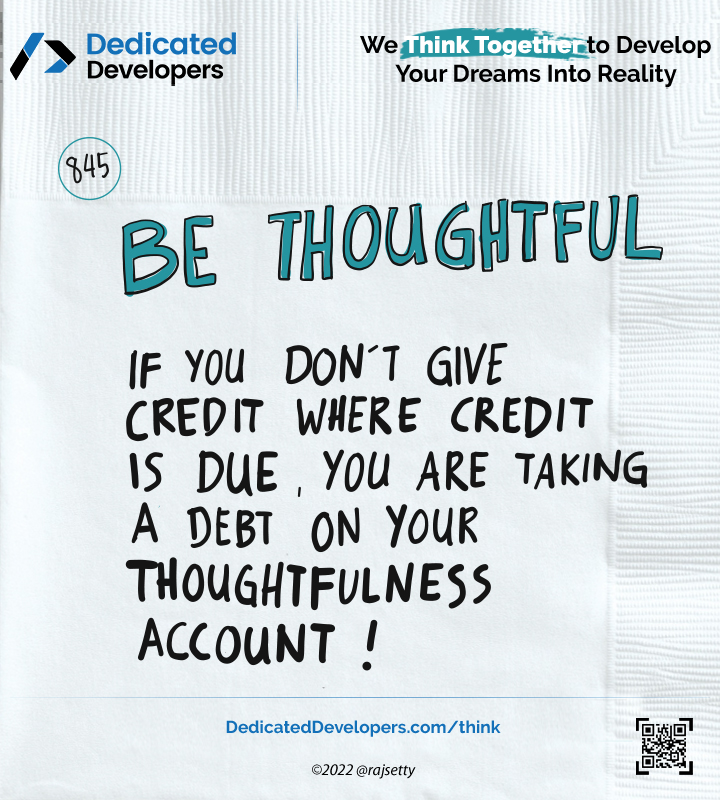 Dedicated
Developers
We Think Together to Develop
Your Dreams Into Reality
845
BE THOUGHTFUL
IF YOU DON´T GIVE
CREDIT WHERE CREDIT
IS DUE, YOU ARE TAKING
A DEBT ON YOUR
THOUGHTFULNESS
ACCOUNT !
DedicatedDevelopers.com/think
©2022 @rajsetty